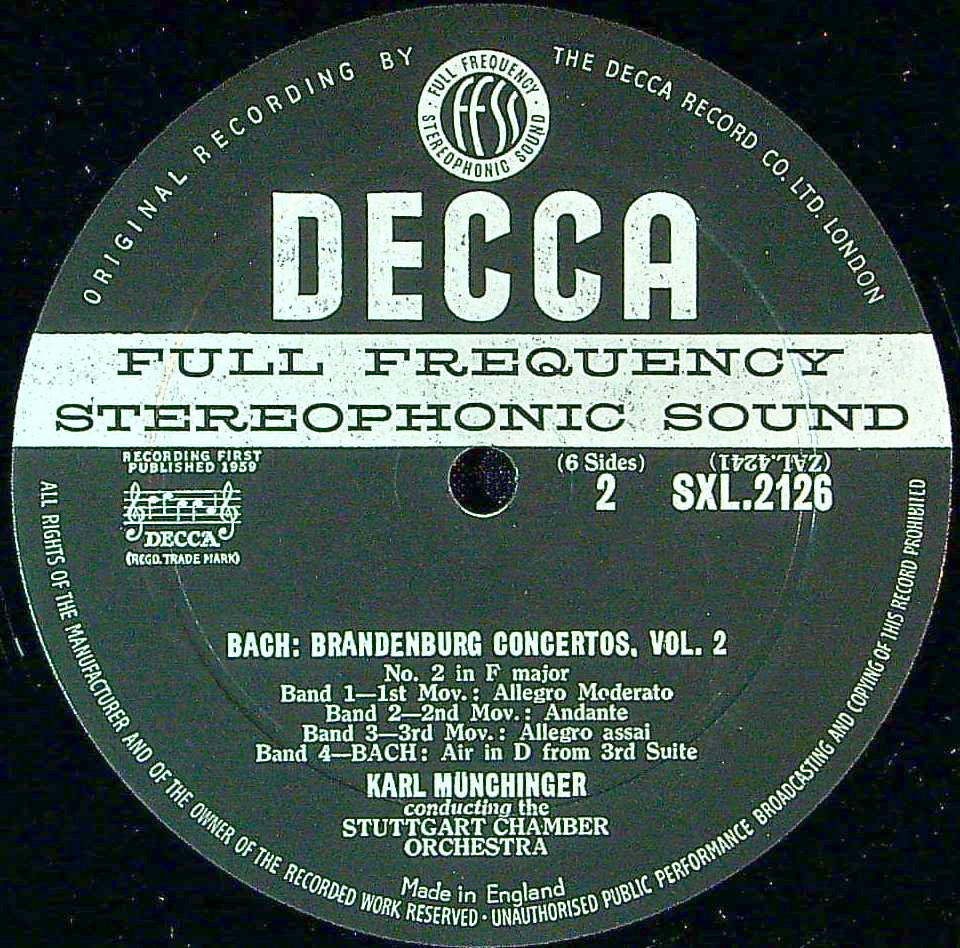 ORIGINAL RECORDING BY
THE DECCA RECORD CO. LTD. LONDON
FULL FREQUENCY
ffss
STEREOPHONIC SOUND
DECCA
FULL FREQUENCY
STEREOPHONIC SOUND
RECORDING FIRST
PUBLISHED 1959
DECCA
(REGD. TRADE MARK)
(6 Sides)
2
(ZAL.4241)
SXL.2126
BACH: BRANDENBURG CONCERTOS, VOL. 2
No. 2 in F major
Band 1—1st Mov.: Allegro Moderato
Band 2—2nd Mov.: Andante
Band 3—3rd Mov.: Allegro assai
Band 4—BACH: Air in D from 3rd Suite
KARL MÜNCHINGER
conducting the
STUTTGART CHAMBER
ORCHESTRA
Made in England
ALL RIGHTS OF THE MANUFACTURER AND OF THE OWNER OF THE RECORDED WORK RESERVED · UNAUTHORISED PUBLIC PERFORMANCE BROADCASTING AND COPYING OF THIS RECORD PROHIBITED